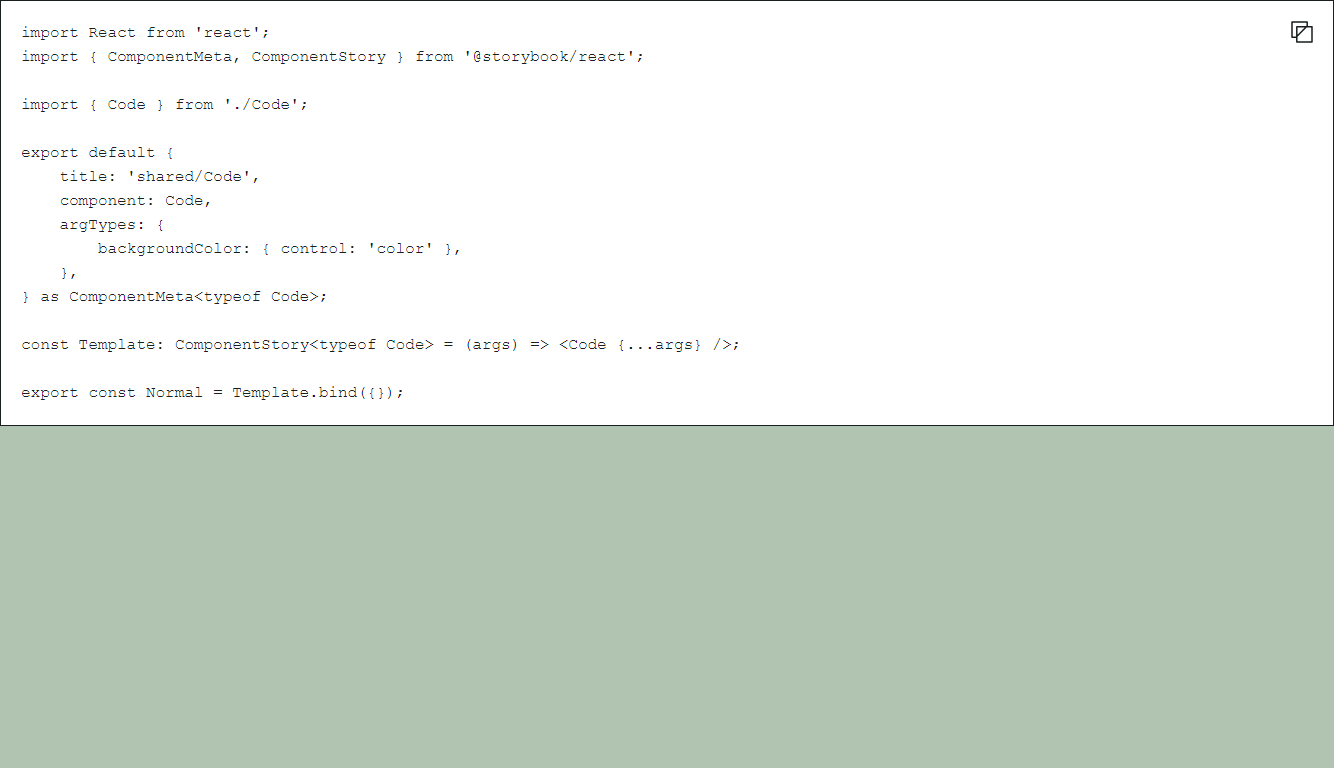 import React from 'react';
import { ComponentMeta, ComponentStory } from '@storybook/react';

import { Code } from './Code';

export default {
    title: 'shared/Code',
    component: Code,
    argTypes: {
        backgroundColor: { control: 'color' },
    },
} as ComponentMeta<typeof Code>;

const Template: ComponentStory<typeof Code> = (args) => <Code {...args} />;

export const Normal = Template.bind({});